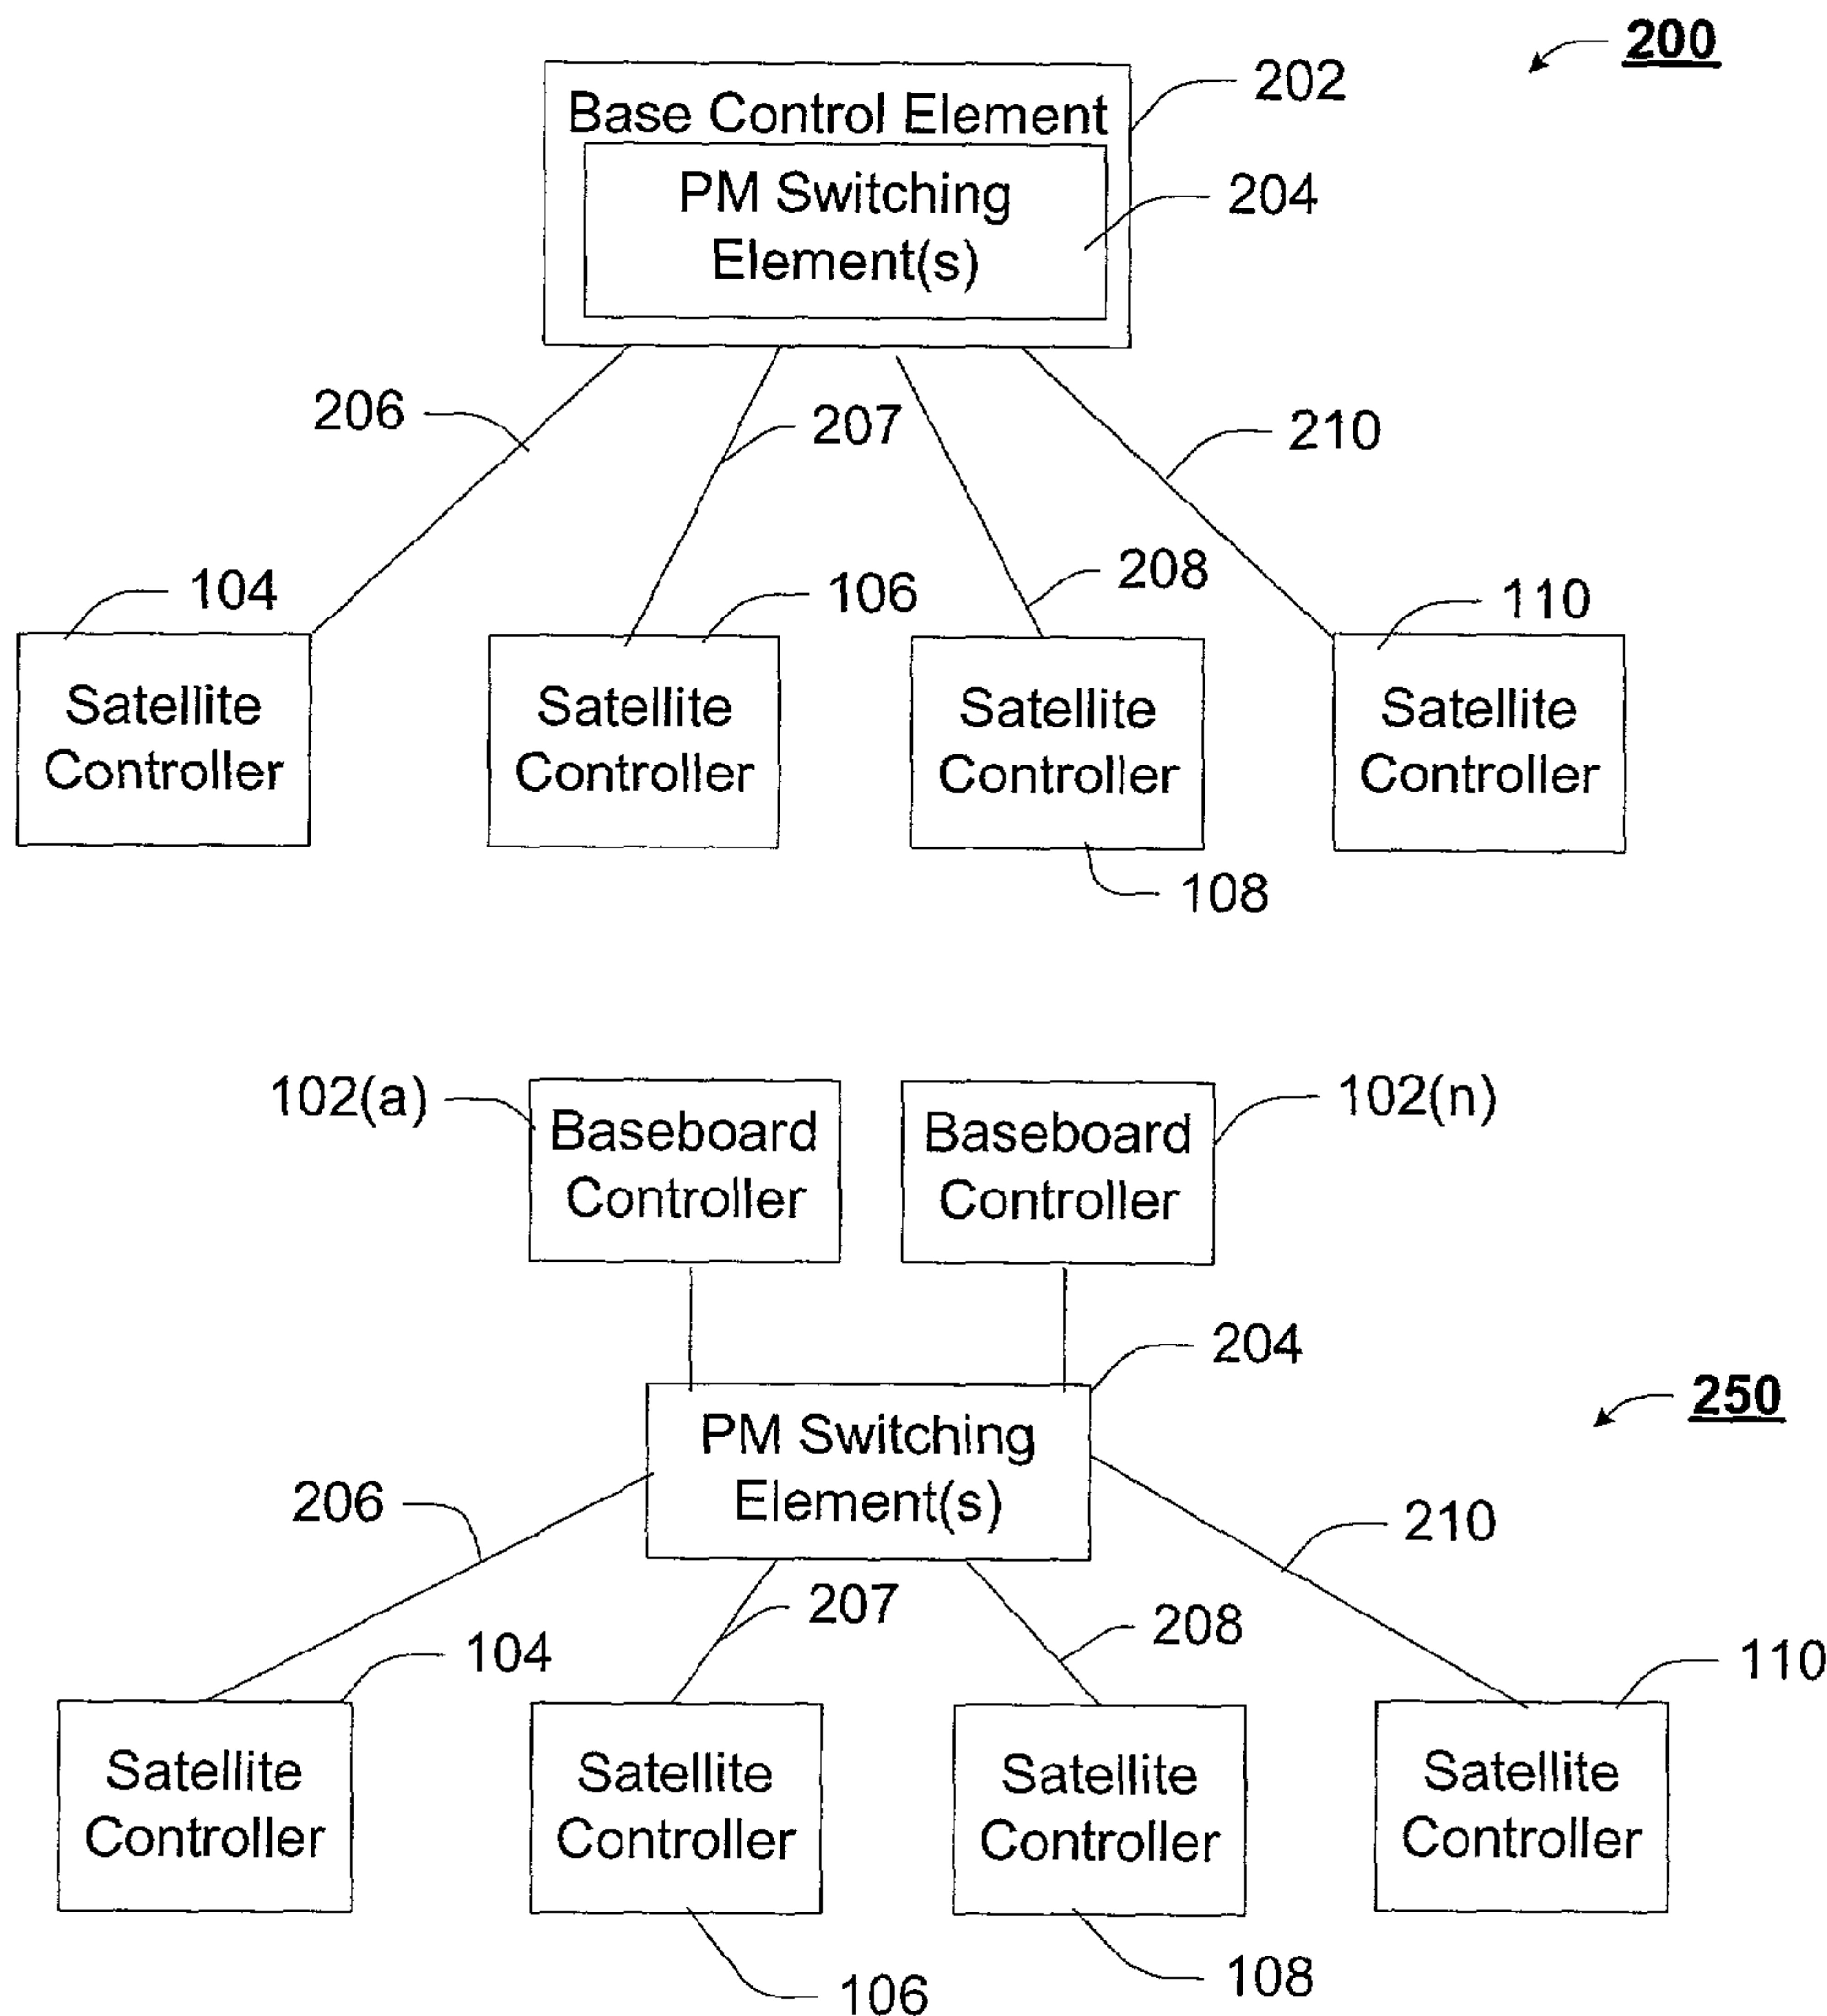 200
202
Base Control Element
PM Switching
Element(s)
204
206
207
210
208
104
106
110
Satellite
Controller
Satellite
Controller
Satellite
Controller
Satellite
Controller
108
102(a)
Baseboard
Controller
Baseboard
Controller
102(n)
204
250
PM Switching
Element(s)
206
210
207
208
104
110
Satellite
Controller
Satellite
Controller
Satellite
Controller
Satellite
Controller
106
108